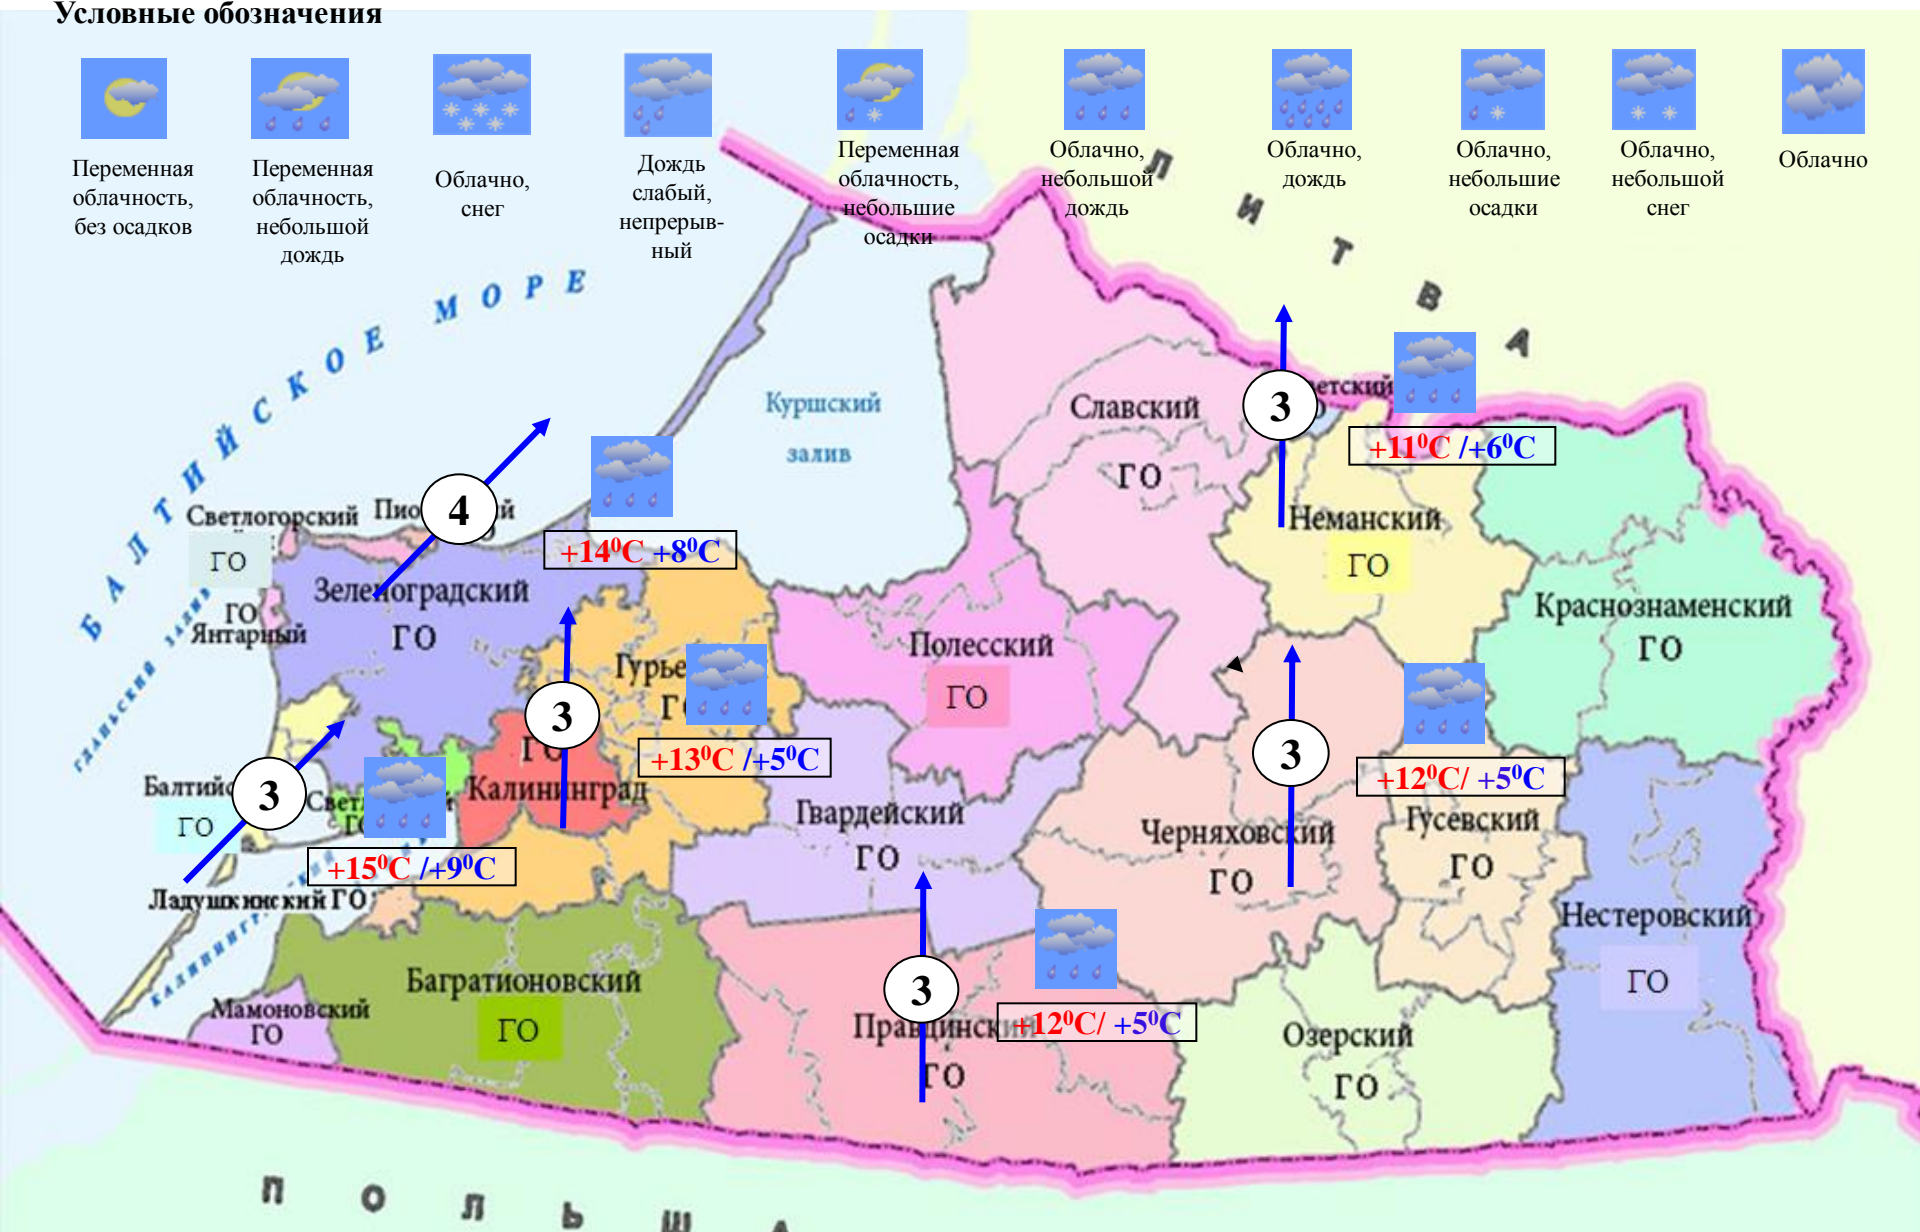 Условные обозначения
Переменная
облачность,
без осадков
Переменная
облачность,
небольшой
дождь
Облачно,
снег
Дождь
слабый,
непрерыв-
ный
Переменная
облачность,
небольшие
осадки
Облачно,
небольшой
дождь
Облачно,
дождь
Облачно,
небольшие
осадки
Облачно,
небольшой
снег
Облачно
ЛИТВА
БАЛТИЙСКОЕ МОРЕ
Куршский
залив
Славский
ГО
3
+11⁰С /+6⁰С
4
Светлогорский
ГО
+14⁰С +8⁰С
Неманский
ГО
Зеленоградский
ГО
ГО
Янтарный
ГДАНЬСКИЙ ЗАЛИВ
Краснознаменский
ГО
Полесский
ГО
3
ГО
Калининград
+13⁰С /+5⁰С
3
+12⁰С/ +5⁰С
3
ГО
+15⁰С /+9⁰С
Гвардейский
ГО
Черняховский
ГО
Гусевский
ГО
Ладушкинский ГО
Нестеровский
ГО
Багратионовский
ГО
Мамоновский
ГО
3
Правдинский
ГО
+12⁰С/ +5⁰С
Озерский
ГО
ПОЛЬША